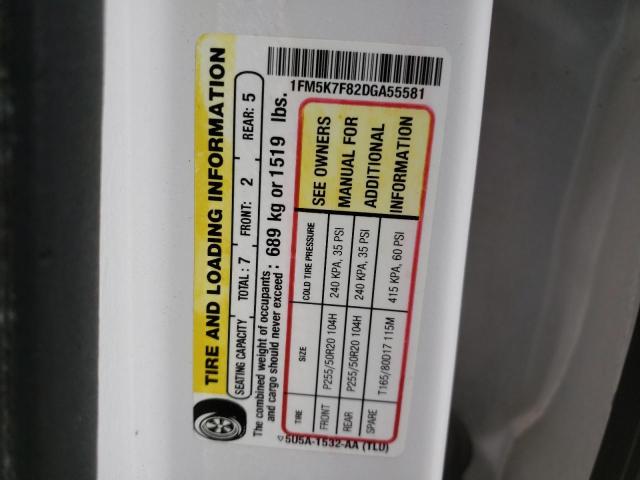 TIRE AND LOADING INFORMATION
SEATING CAPACITY TOTAL: 7 FRONT: 2 REAR: 5
The combined weight of occupants
and cargo should never exceed : 689 kg or 1519 lbs.
TIRE SIZE COLD TIRE PRESSURE
FRONT P255/50R20 104H 240 KPA, 35 PSI
REAR P255/50R20 104H 240 KPA, 35 PSI
SPARE T165/80D17 115M 415 KPA, 60 PSI
SEE OWNERS
MANUAL FOR
ADDITIONAL
INFORMATION
5U5A-1532-AA (TLU)
1FM5K7F82DGA55581